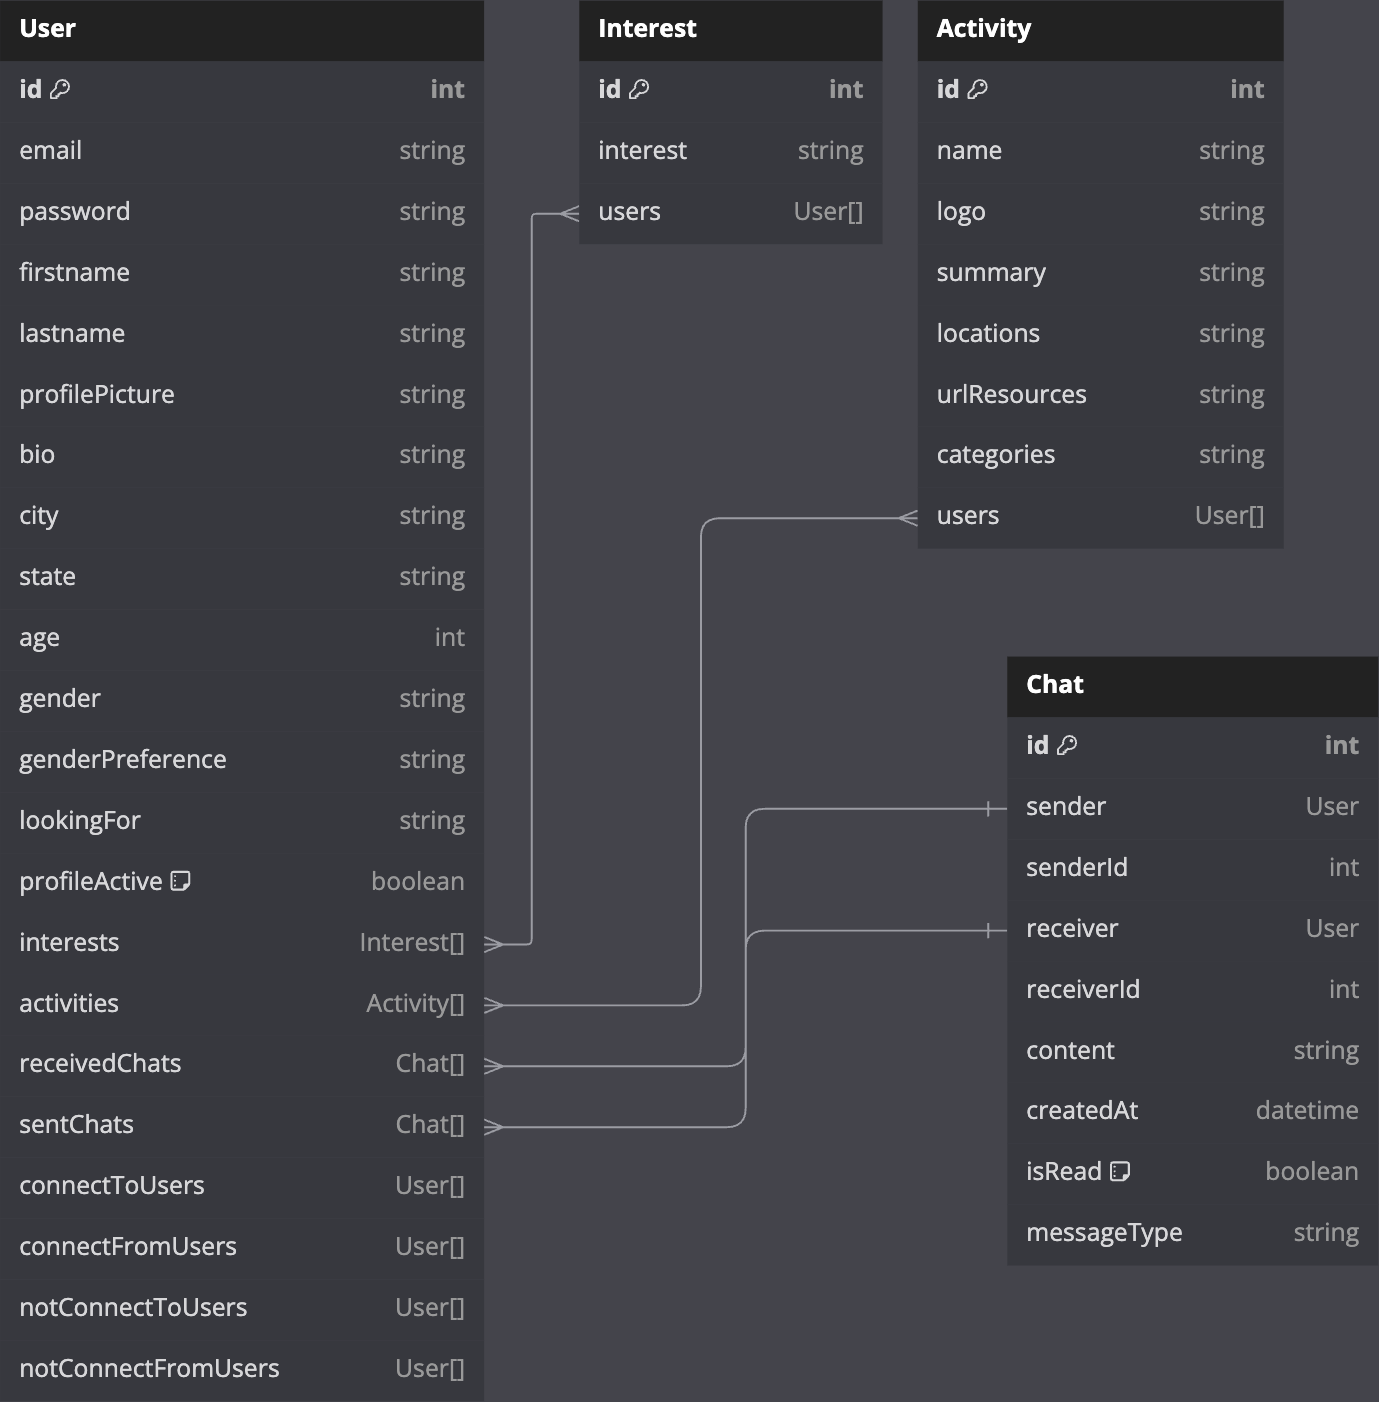 User
id int
email string
password string
firstname string
lastname string
profilePicture string
bio string
city string
state string
age int
gender string
genderPreference string
lookingFor string
profileActive boolean
interests Interest[]
activities Activity[]
receivedChats Chat[]
sentChats Chat[]
connectToUsers User[]
connectFromUsers User[]
notConnectToUsers User[]
notConnectFromUsers User[]
Interest
id int
interest string
users User[]
Activity
id int
name string
logo string
summary string
locations string
urlResources string
categories string
users User[]
Chat
id int
sender User
senderId int
receiver User
receiverId int
content string
createdAt datetime
isRead boolean
messageType string